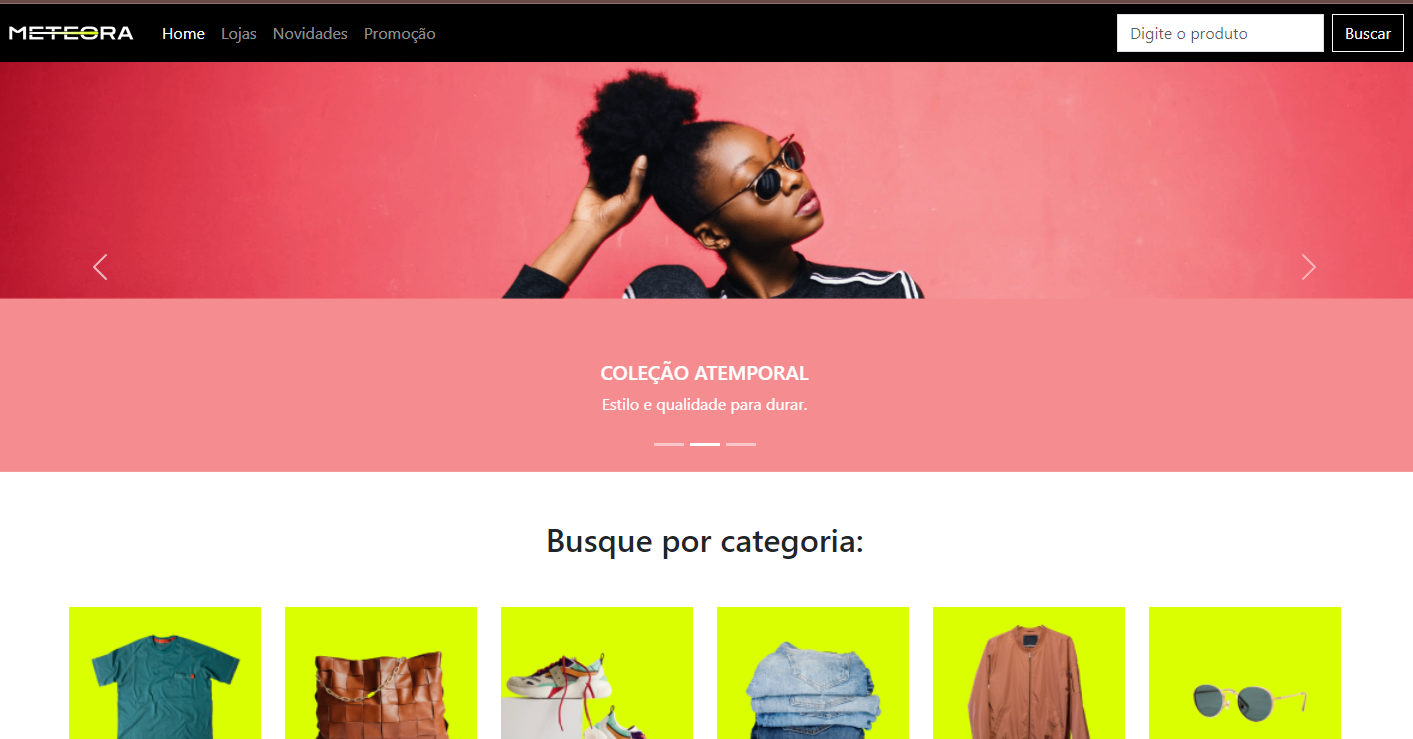 METEORA
Home Lojas Novidades Promoção
Digite o produto
Buscar
COLEÇÃO ATEMPORAL
Estilo e qualidade para durar.
Busque por categoria: